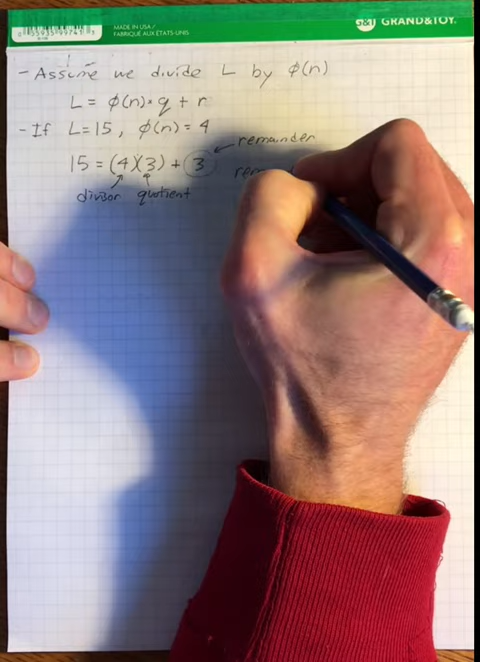 MADE IN USA /
FABRIQUÉ AUX ÉTATS-UNIS
G&T GRAND&TOY.
- Assume we divide L by φ(n)
L = φ(n)·q + r
- If L=15, φ(n)=4
15 = (4)(3) + 3 ← remainder
divisor quotient